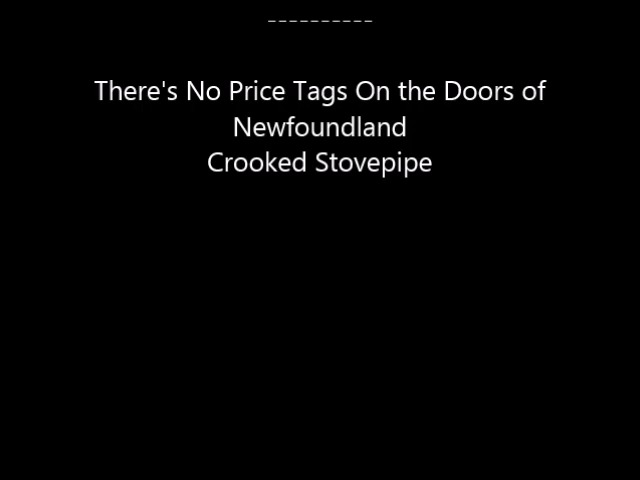 ----------
There's No Price Tags On the Doors of
Newfoundland
Crooked Stovepipe